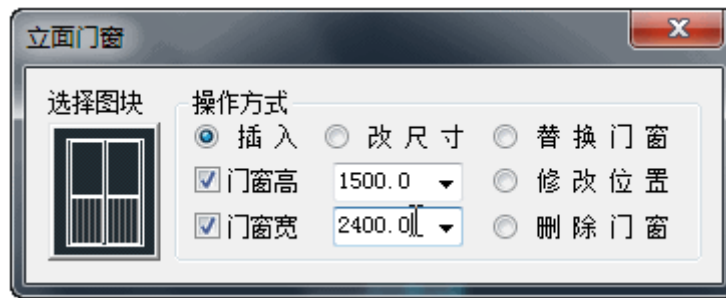 立面门窗
选择图块
操作方式
插入 改尺寸 替换门窗
门窗高 1500.0 修改位置
门窗宽 2400.0 删除门窗